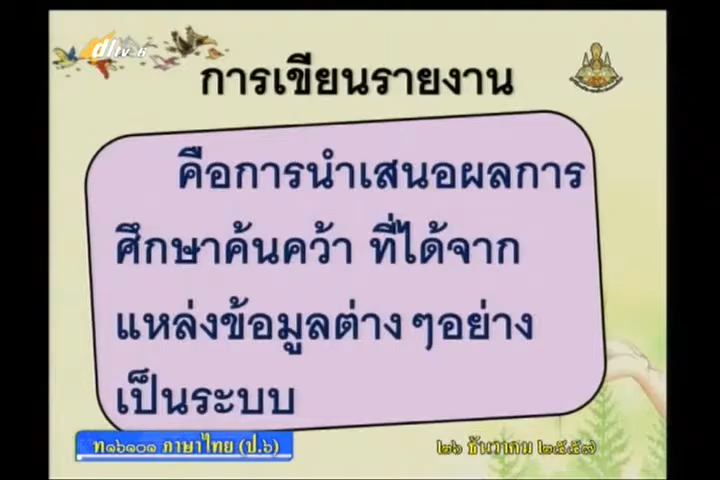 dltv 6
การเขียนรายงาน
คือการนำเสนอผลการ
ศึกษาค้นคว้า ที่ได้จาก
แหล่งข้อมูลต่าง ๆอย่าง
เป็นระบบ
ท๑๖๑๐๑ ภาษาไทย (ป.๖)
๒๖ ธันวาคม ๒๕๕๗